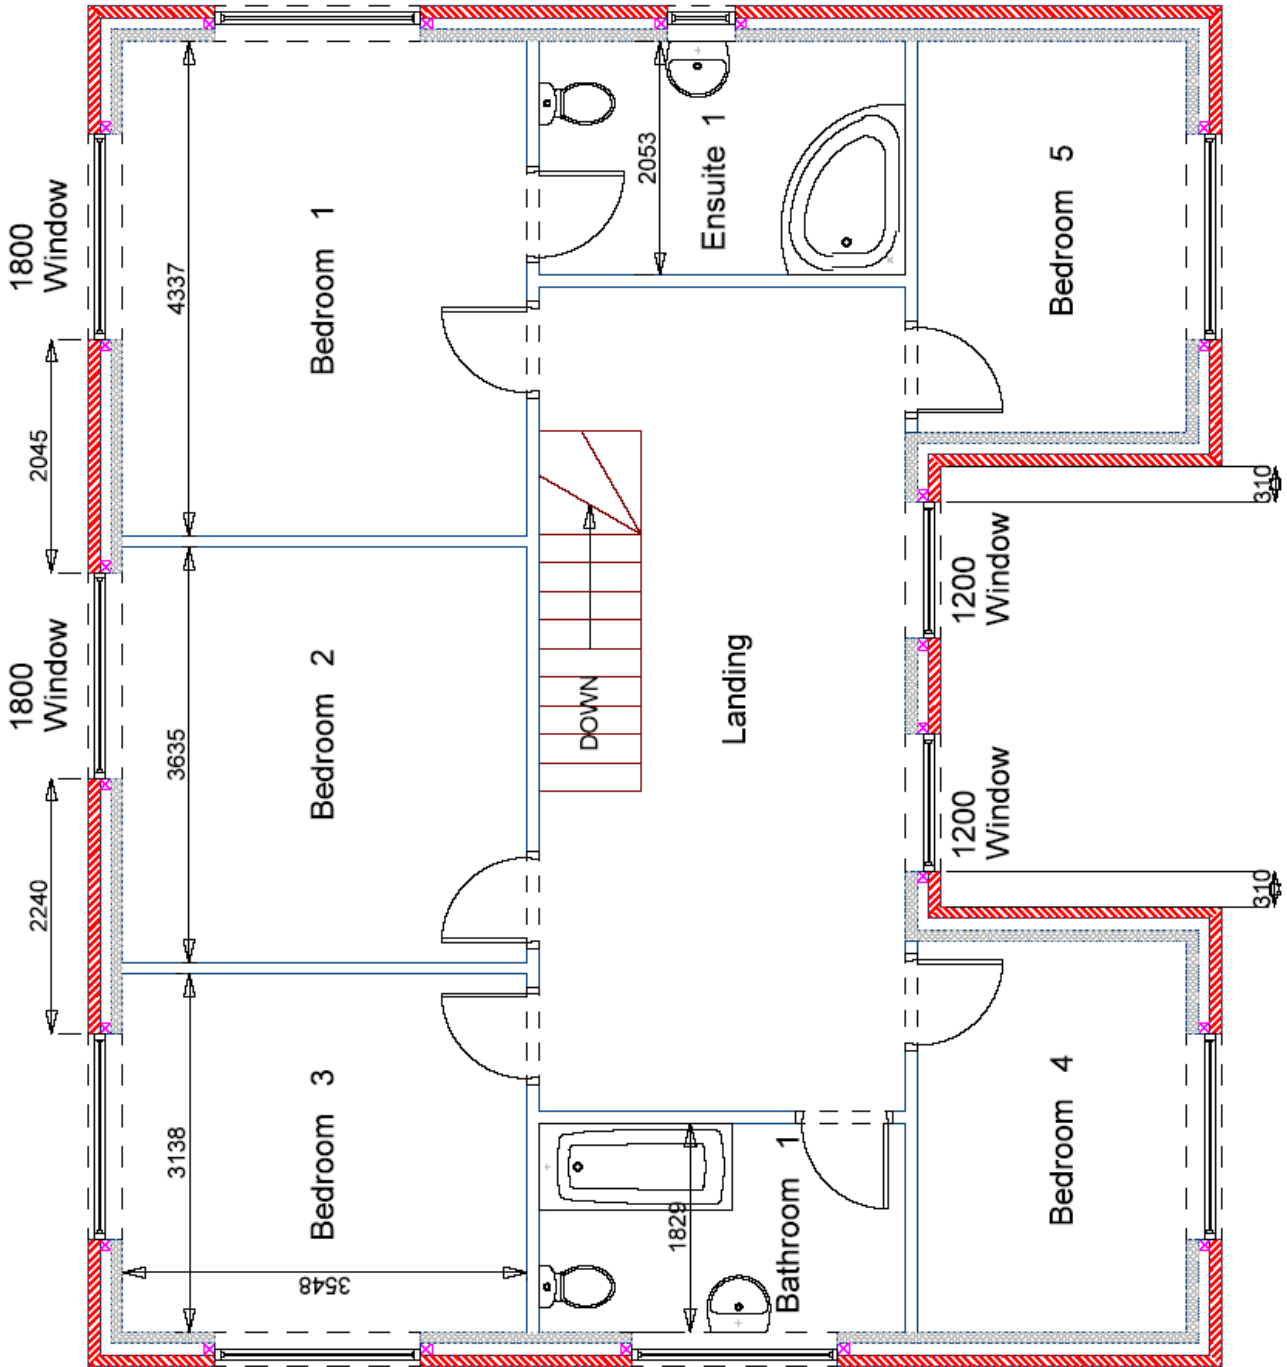 1800
Window
2045
1800
Window
2240
4337
Bedroom 1
3635
Bedroom 2
3138
Bedroom 3
3548
2053
Ensuite 1
DOWN
Landing
1829
Bathroom 1
Bedroom 5
310
1200
Window
1200
Window
310
Bedroom 4